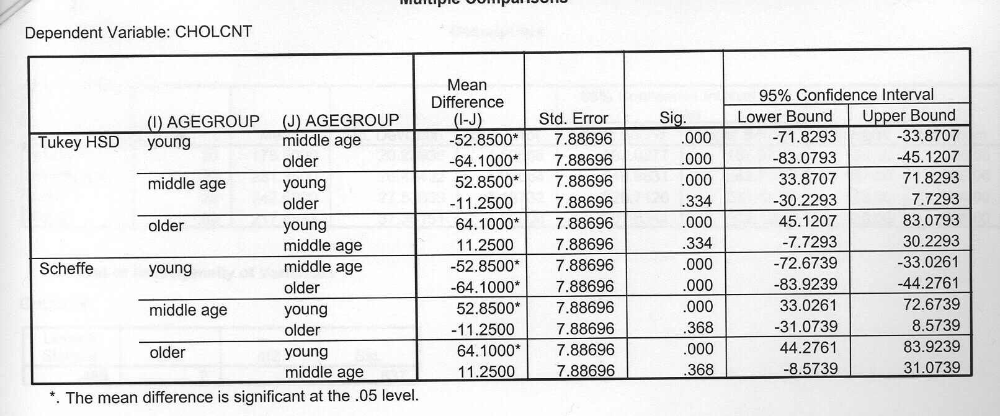 Multiple Comparisons
Dependent Variable: CHOLCNT
Mean
Difference 95% Confidence Interval
(I) AGEGROUP (J) AGEGROUP (I-J) Std. Error Sig. Lower Bound Upper Bound
Tukey HSD young middle age -52.8500* 7.88696 .000 -71.8293 -33.8707
older -64.1000* 7.88696 .000 -83.0793 -45.1207
middle age young 52.8500* 7.88696 .000 33.8707 71.8293
older -11.2500 7.88696 .334 -30.2293 7.7293
older young 64.1000* 7.88696 .000 45.1207 83.0793
middle age 11.2500 7.88696 .334 -7.7293 30.2293
Scheffe young middle age -52.8500* 7.88696 .000 -72.6739 -33.0261
older -64.1000* 7.88696 .000 -83.9239 -44.2761
middle age young 52.8500* 7.88696 .000 33.0261 72.6739
older -11.2500 7.88696 .368 -31.0739 8.5739
older young 64.1000* 7.88696 .000 44.2761 83.9239
middle age 11.2500 7.88696 .368 -8.5739 31.0739
*. The mean difference is significant at the .05 level.